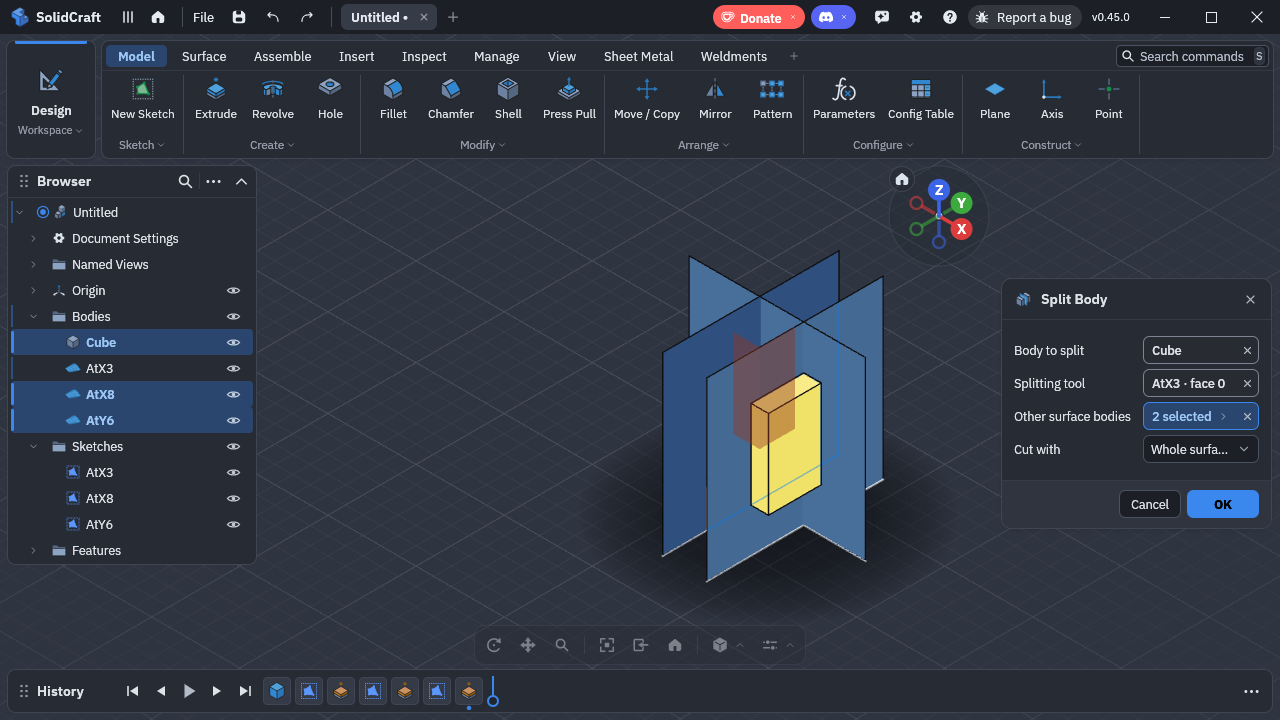 SolidCraft
File
Untitled •
Donate
Report a bug
v0.45.0
Design
Workspace
Model
Surface
Assemble
Insert
Inspect
Manage
View
Sheet Metal
Weldments
Search commands
S
New Sketch
Extrude
Revolve
Hole
Fillet
Chamfer
Shell
Press Pull
Move / Copy
Mirror
Pattern
Parameters
Config Table
Plane
Axis
Point
Sketch
Create
Modify
Arrange
Configure
Construct
Browser
Untitled
Document Settings
Named Views
Origin
Bodies
Cube
AtX3
AtX8
AtY6
Sketches
AtX3
AtX8
AtY6
Features
Z
Y
X
Split Body
Body to split
Cube
Splitting tool
AtX3 · face 0
Other surface bodies
2 selected
Cut with
Whole surfa...
Cancel
OK
History